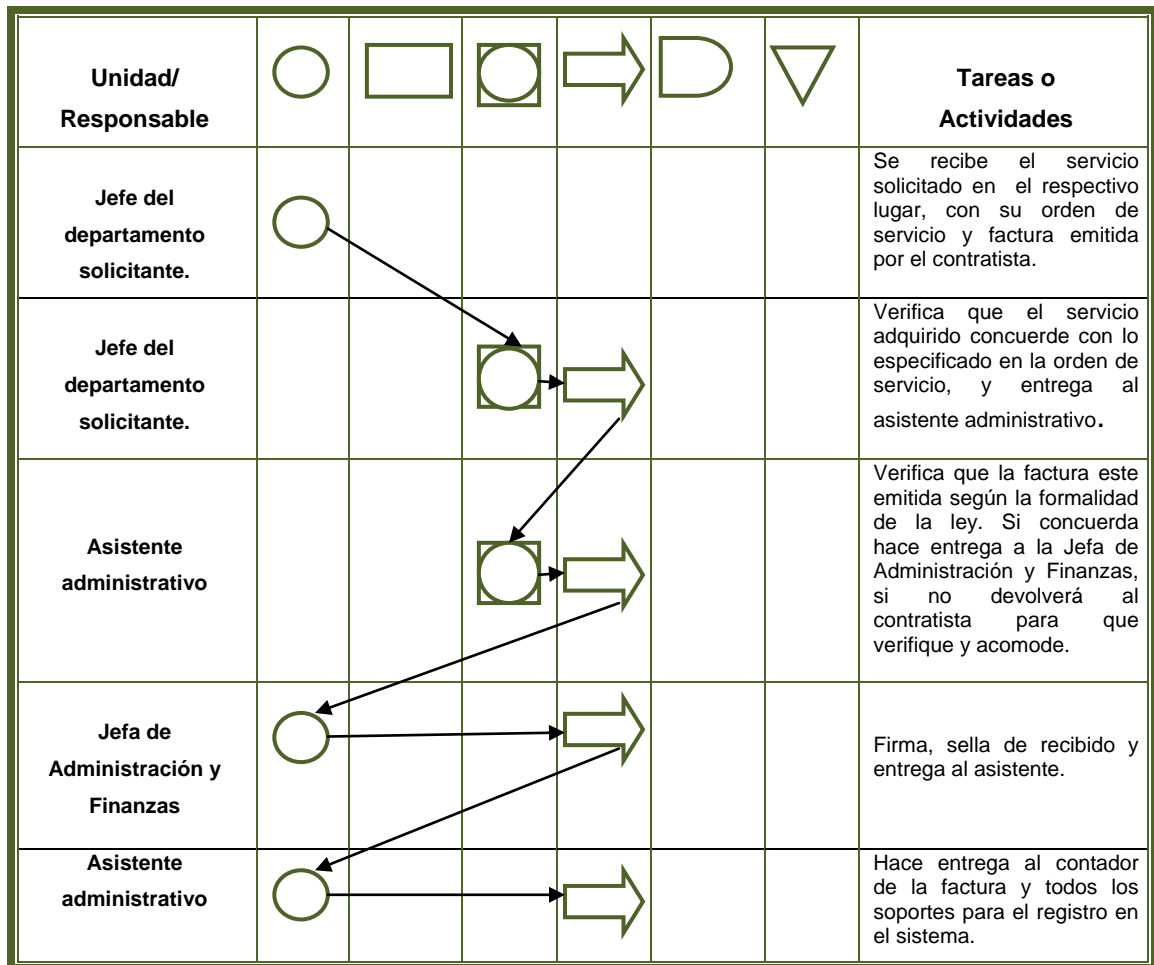 Unidad/
Responsable
Tareas o
Actividades
Jefe del
departamento
solicitante.
Se recibe el servicio
solicitado en el respectivo
lugar, con su orden de
servicio y factura emitida
por el contratista.
Jefe del
departamento
solicitante.
Verifica que el servicio
adquirido concuerde con lo
especificado en la orden de
servicio, y entrega al
asistente administrativo.
Asistente
administrativo
Verifica que la factura este
emitida según la formalidad
de la ley. Si concuerda
hace entrega a la Jefa de
Administración y Finanzas,
si no devolverá al
contratista para que
verifique y acomode.
Jefa de
Administración y
Finanzas
Firma, sella de recibido y
entrega al asistente.
Asistente
administrativo
Hace entrega al contador
de la factura y todos los
soportes para el registro en
el sistema.